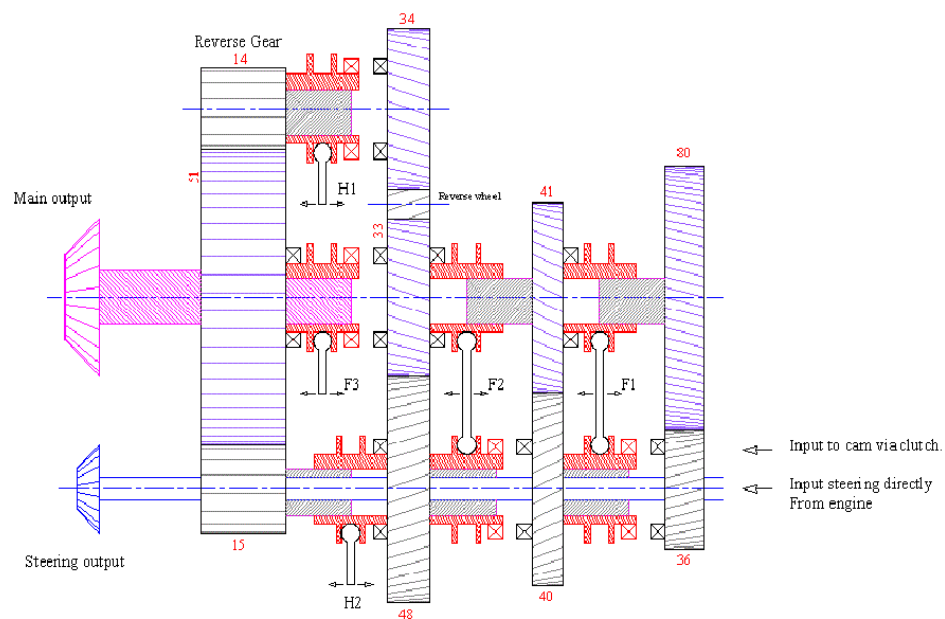 34
Reverse Gear
14
80
51
H1
Reverse wheel
41
Main output
33
F3
F2
F1
Input to cam via clutch.
Input steering directly
From engine
15
Steering output
36
40
H2
48